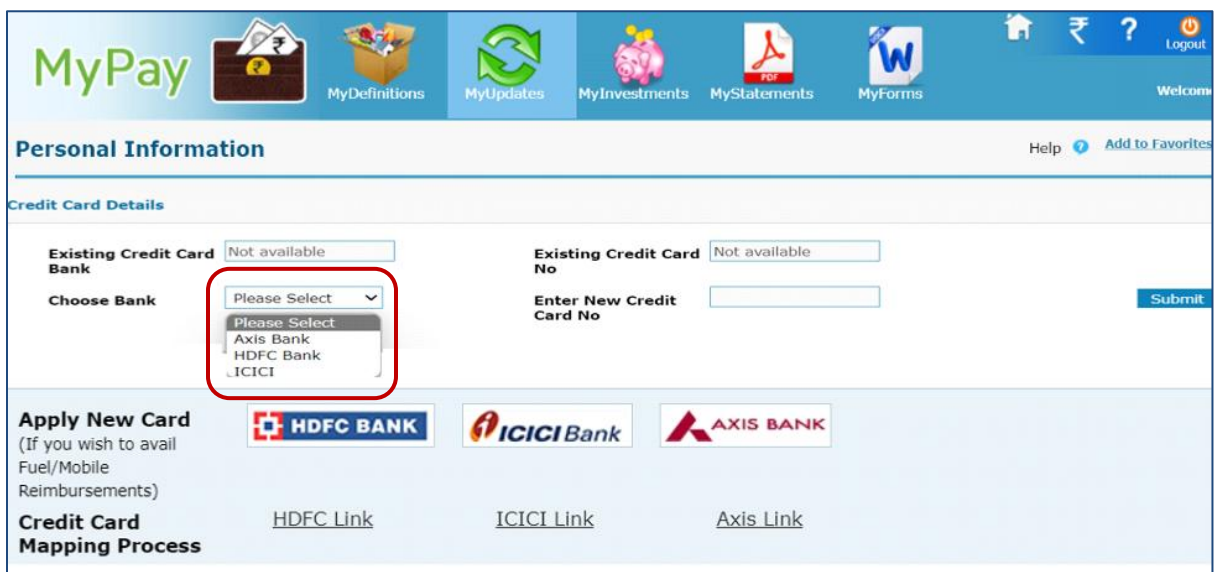 MyPay
MyDefinitions
MyUpdates
MyInvestments
PDF
MyStatements
W
MyForms
₹
?
Logout
Welcome
Personal Information
Help ? Add to Favorites
Credit Card Details
Existing Credit Card Bank
Not available
Existing Credit Card No
Not available
Choose Bank
Please Select
Please Select
Axis Bank
HDFC Bank
ICICI
Enter New Credit Card No
Submit
Apply New Card
(If you wish to avail
Fuel/Mobile
Reimbursements)
HDFC BANK
ICICI Bank
AXIS BANK
Credit Card
Mapping Process
HDFC Link
ICICI Link
Axis Link